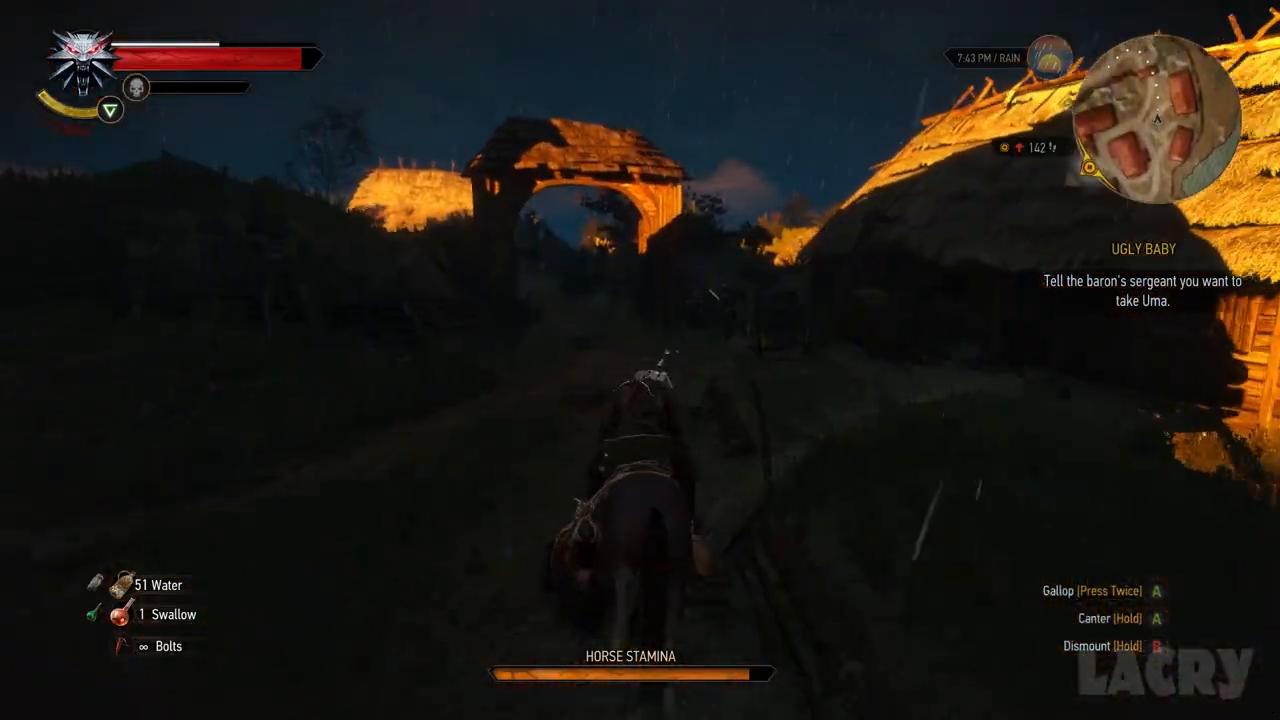 7:43 PM / RAIN
142
UGLY BABY
Tell the baron's sergeant you want to
take Uma.
51 Water
1 Swallow
∞ Bolts
Gallop [Press Twice] A
Canter [Hold] A
Dismount [Hold] B
HORSE STAMINA
LACRY